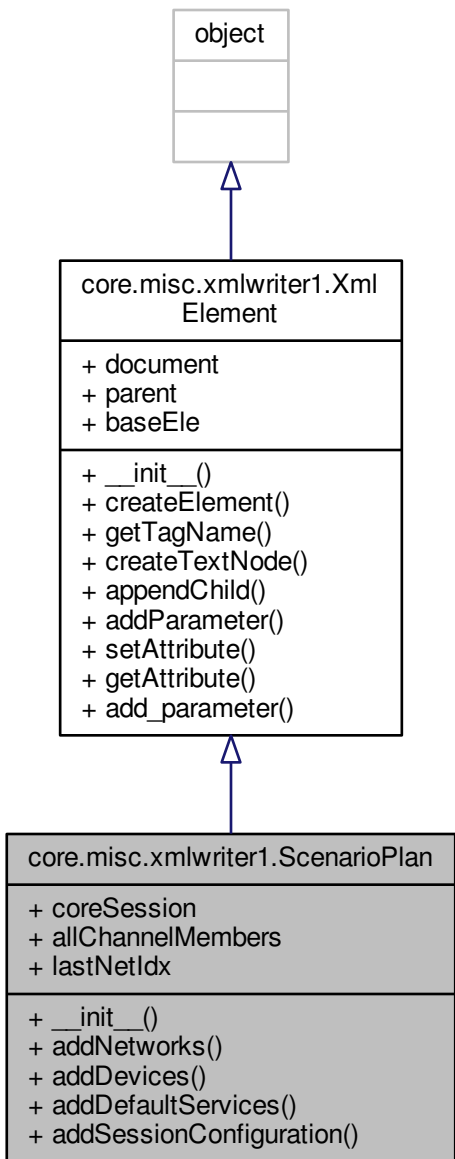 object
core.misc.xmlwriter1.Xml
Element
+ document
+ parent
+ baseEle
+ __init__()
+ createElement()
+ getTagName()
+ createTextNode()
+ appendChild()
+ addParameter()
+ setAttribute()
+ getAttribute()
+ add_parameter()
core.misc.xmlwriter1.ScenarioPlan
+ coreSession
+ allChannelMembers
+ lastNetIdx
+ __init__()
+ addNetworks()
+ addDevices()
+ addDefaultServices()
+ addSessionConfiguration()